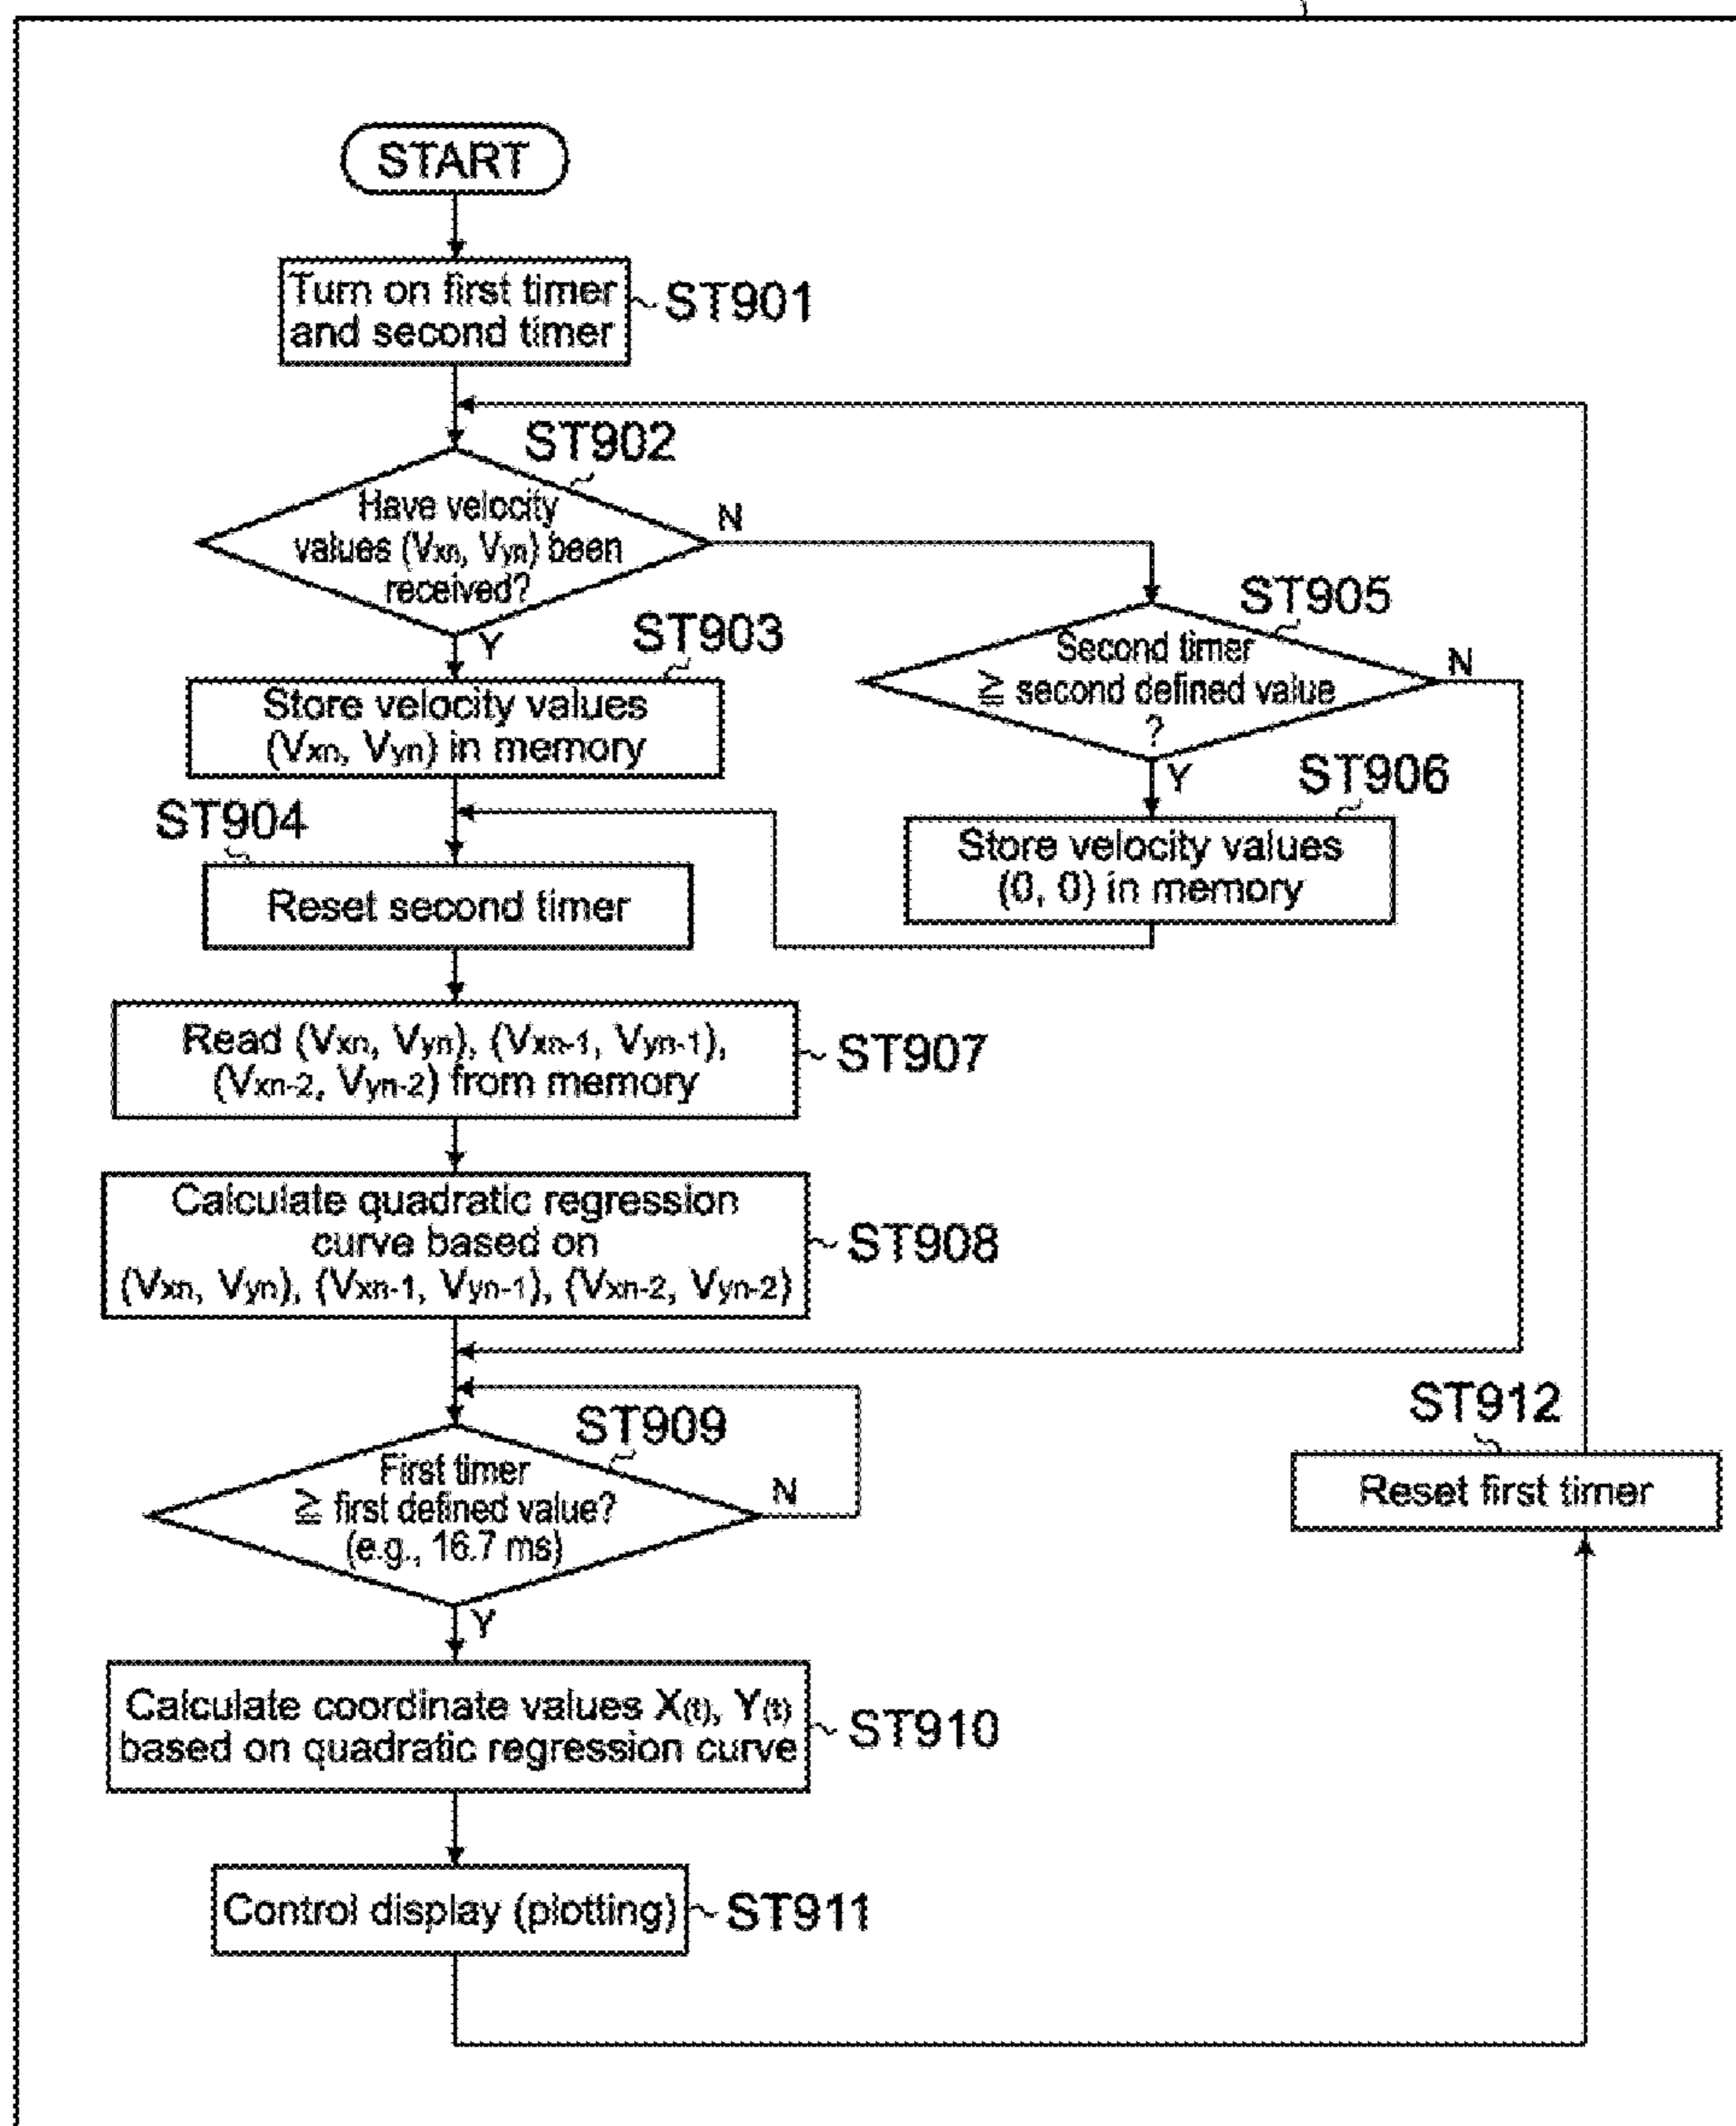 START
Turn on first timer
and second timer
ST901
ST902
Have velocity
values (Vxn, Vyn) been
received?
N
Y
ST903
Store velocity values
(Vxn, Vyn) in memory
ST905
Second timer
≧ second defined value
?
N
Y
ST906
Store velocity values
(0, 0) in memory
ST904
Reset second timer
Read (Vxn, Vyn), (Vxn-1, Vyn-1),
(Vxn-2, Vyn-2) from memory
ST907
Calculate quadratic regression
curve based on
(Vxn, Vyn), (Vxn-1, Vyn-1), (Vxn-2, Vyn-2)
ST908
ST909
First timer
≧ first defined value?
(e.g., 16.7 ms)
N
Y
ST912
Reset first timer
Calculate coordinate values X(t), Y(t)
based on quadratic regression curve
ST910
Control display (plotting)
ST911